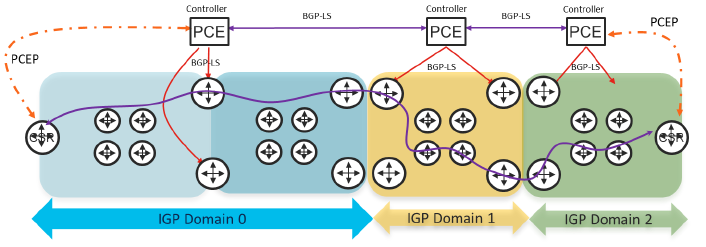 Controller
Controller
Controller
PCE
BGP-LS
PCE
BGP-LS
PCE
PCEP
PCEP
BGP-LS
BGP-LS
BGP-LS
CSR
CSR
IGP Domain 0
IGP Domain 1
IGP Domain 2